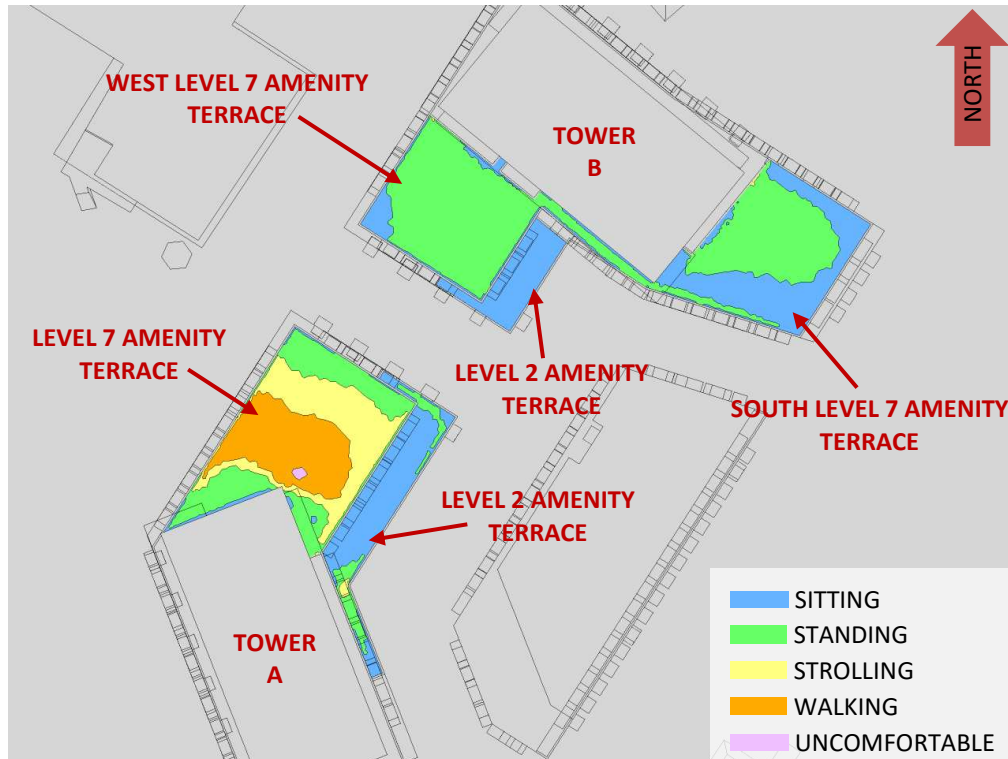 NORTH
WEST LEVEL 7 AMENITY
TERRACE
TOWER
B
LEVEL 7 AMENITY
TERRACE
LEVEL 2 AMENITY
TERRACE
SOUTH LEVEL 7 AMENITY
TERRACE
LEVEL 2 AMENITY
TERRACE
TOWER
A
SITTING
STANDING
STROLLING
WALKING
UNCOMFORTABLE